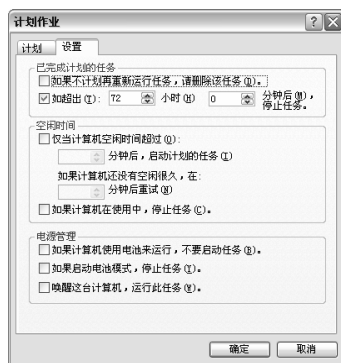 计划作业
计划 设置
已完成计划的任务
如果不计划再重新运行任务，请删除该任务(D)。
如超出(T)： 72 小时(H) 0 分钟后(M)，停止任务。
空闲时间
仅当计算机空闲时间超过(O)：
分钟后，启动计划的任务(I)
如果计算机还没有空闲很久，在：
分钟后重试(N)
如果计算机在使用中，停止任务(C)。
电源管理
如果计算机使用电池来运行，不要启动任务(B)。
如果启动电池模式，停止任务(Y)。
唤醒这台计算机，运行此任务(W)。
确定 取消